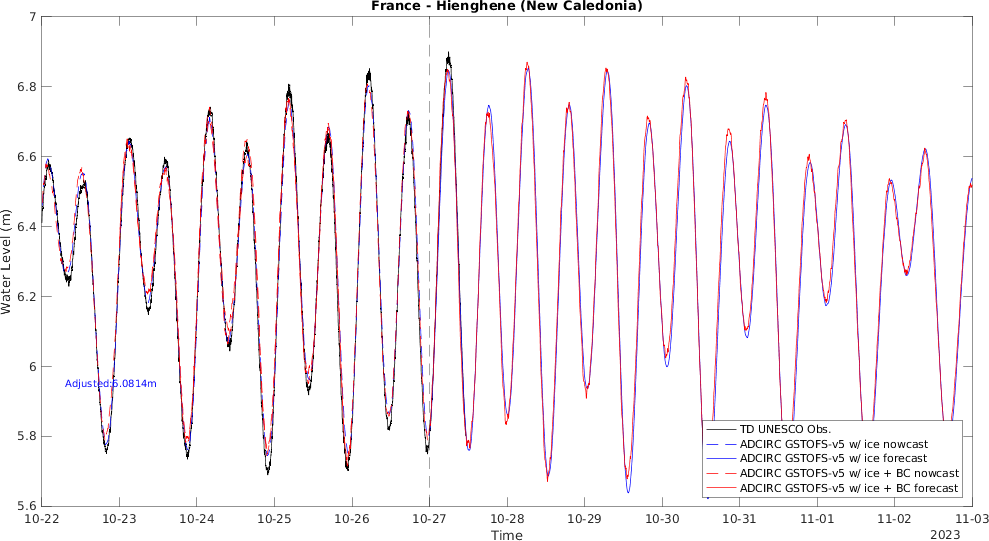 France - Hienghene (New Caledonia)
Water Level (m)
7
6.8
6.6
6.4
6.2
6
5.8
5.6
Adjusted:6.0814m
TD UNESCO Obs.
ADCIRC GSTOFS-v5 w/ ice nowcast
ADCIRC GSTOFS-v5 w/ ice forecast
ADCIRC GSTOFS-v5 w/ ice + BC nowcast
ADCIRC GSTOFS-v5 w/ ice + BC forecast
10-22 10-23 10-24 10-25 10-26 10-27 10-28 10-29 10-30 10-31 11-01 11-02 11-03
Time
2023